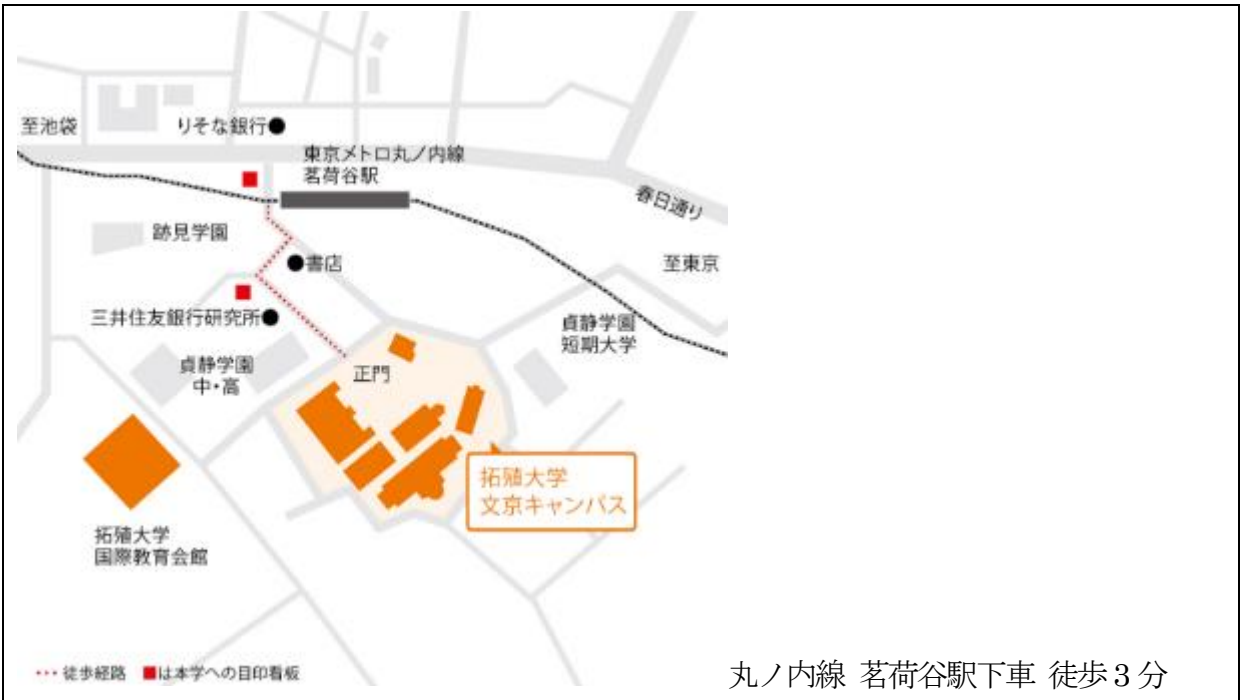 至池袋
りそな銀行●
東京メトロ丸ノ内線
茗荷谷駅
春日通り
跡見学園
●書店
至東京
三井住友銀行研究所●
貞静学園
短期大学
貞静学園
中・高
正門
拓殖大学
文京キャンパス
拓殖大学
国際教育会館
･･･ 徒歩経路 ■は本学への目印看板
丸ノ内線 茗荷谷駅下車 徒歩3分